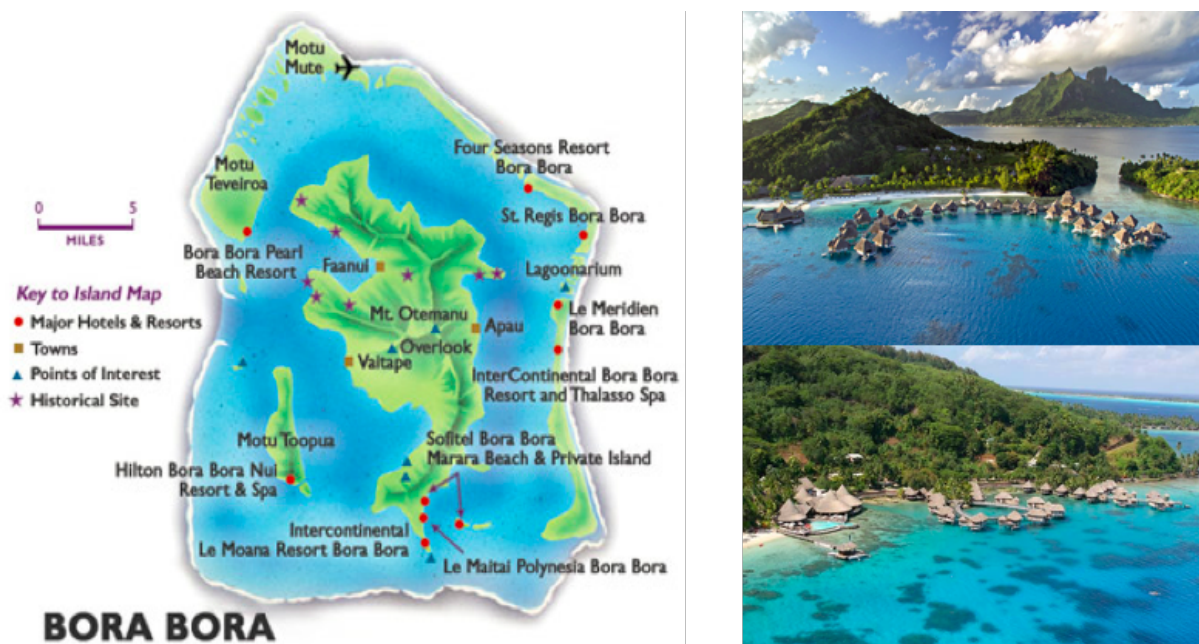 Motu
Mute
Four Seasons Resort
Bora Bora
Motu
Teveiroa
St. Regis Bora Bora
0 5
MILES
Bora Bora Pearl
Beach Resort
Faanui
Lagoonarium
Key to Island Map
Major Hotels & Resorts
Towns
Points of Interest
Historical Site
Mt. Otemanu
Le Meridien
Bora Bora
Apau
Overlook
Vaitape
InterContinental Bora Bora
Resort and Thalasso Spa
Motu Toopua
Sofitel Bora Bora
Marara Beach & Private Island
Hilton Bora Bora Nui
Resort & Spa
Intercontinental
Le Moana Resort Bora Bora
Le Maitai Polynesia Bora Bora
BORA BORA